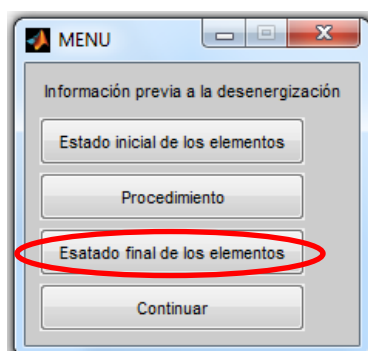 MENU
Información previa a la desenergización
Estado inicial de los elementos
Procedimiento
Esatado final de los elementos
Continuar